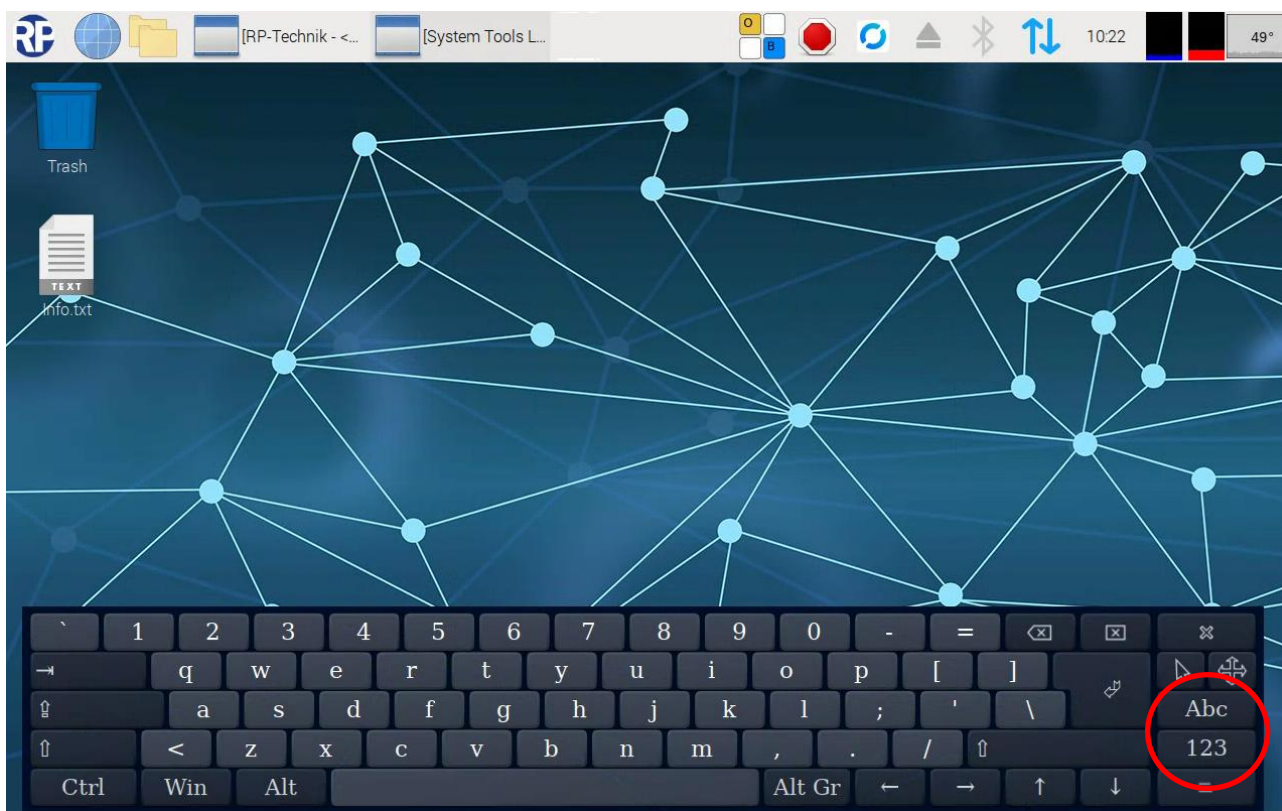 RP [RP-Technik - <... [System Tools L... O B 10:22 49°
Trash
TEXT
Info.txt
` 1 2 3 4 5 6 7 8 9 0 - =
q w e r t y u i o p [ ]
a s d f g h j k l ; ' \ Abc
< z x c v b n m , . / 123
Ctrl Win Alt Alt Gr ← → ↑ ↓ =